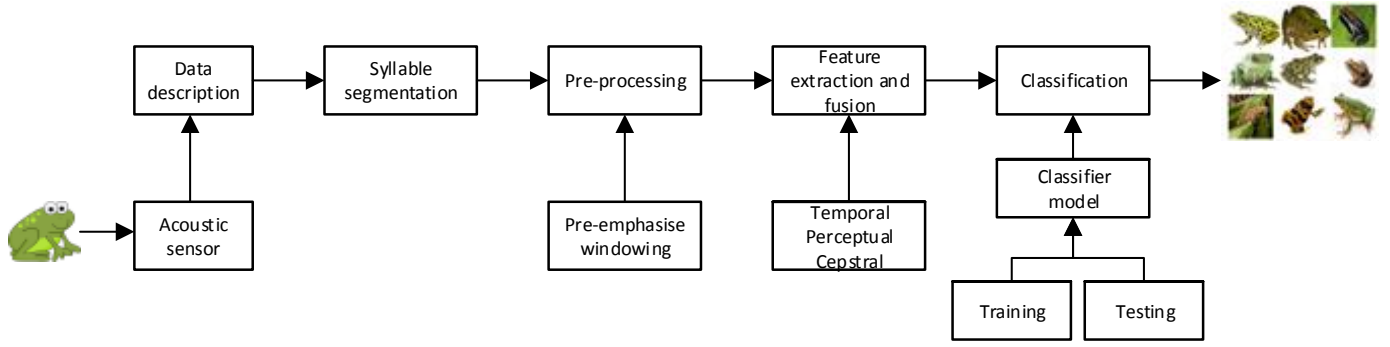 Data
description
Syllable
segmentation
Pre-processing
Feature
extraction and
fusion
Classification
Acoustic
sensor
Pre-emphasise
windowing
Temporal
Perceptual
Cepstral
Classifier
model
Training
Testing